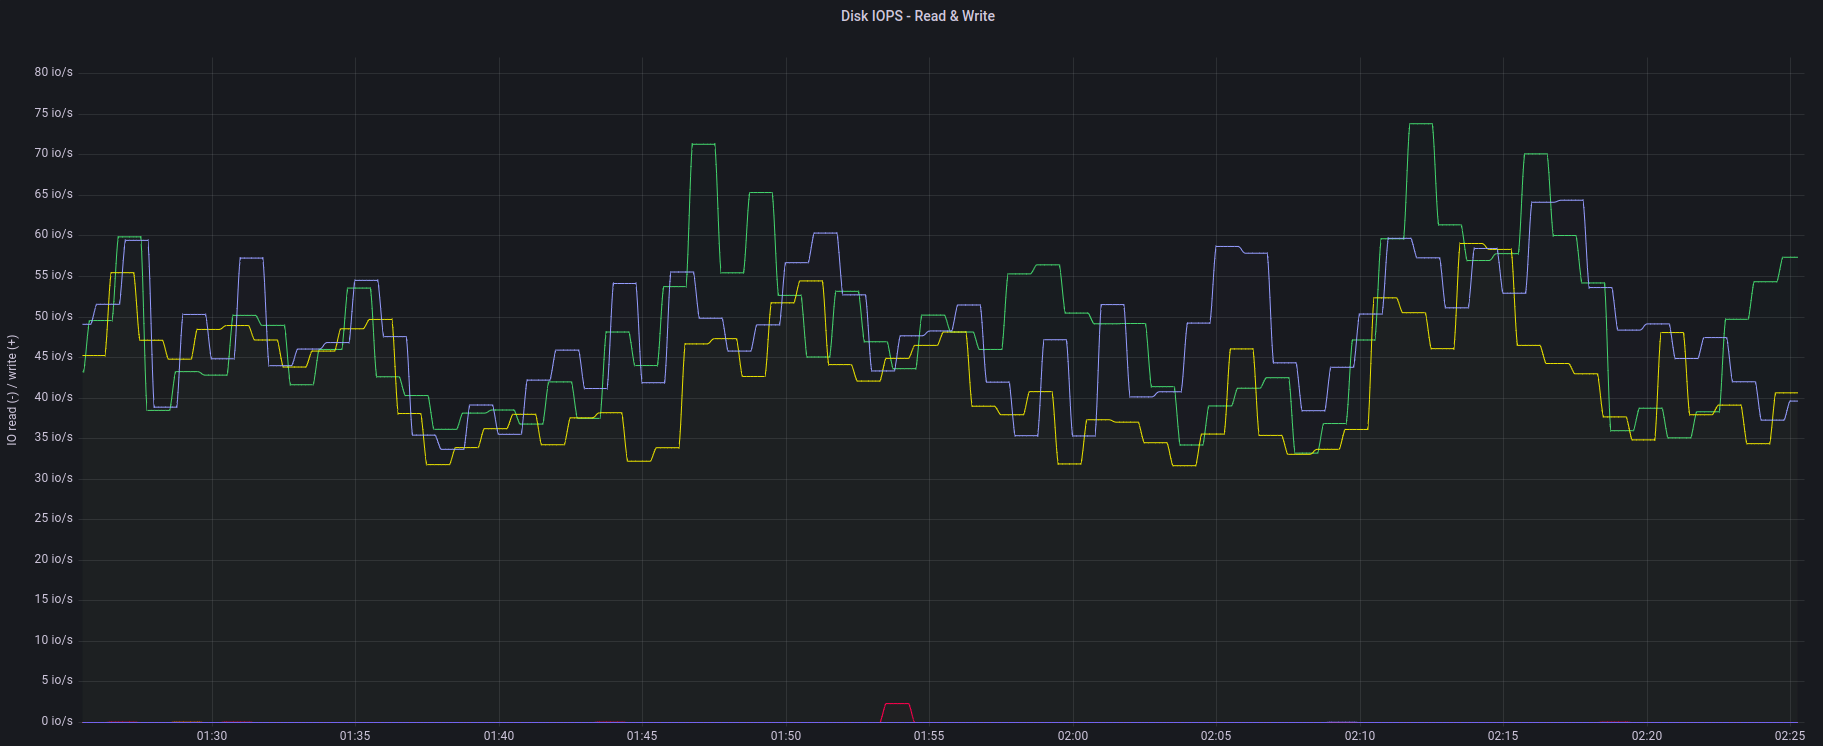 Disk IOPS - Read & Write
IO read (-) / write (+)
80 io/s
75 io/s
70 io/s
65 io/s
60 io/s
55 io/s
50 io/s
45 io/s
40 io/s
35 io/s
30 io/s
25 io/s
20 io/s
15 io/s
10 io/s
5 io/s
0 io/s
01:30 01:35 01:40 01:45 01:50 01:55 02:00 02:05 02:10 02:15 02:20 02:25